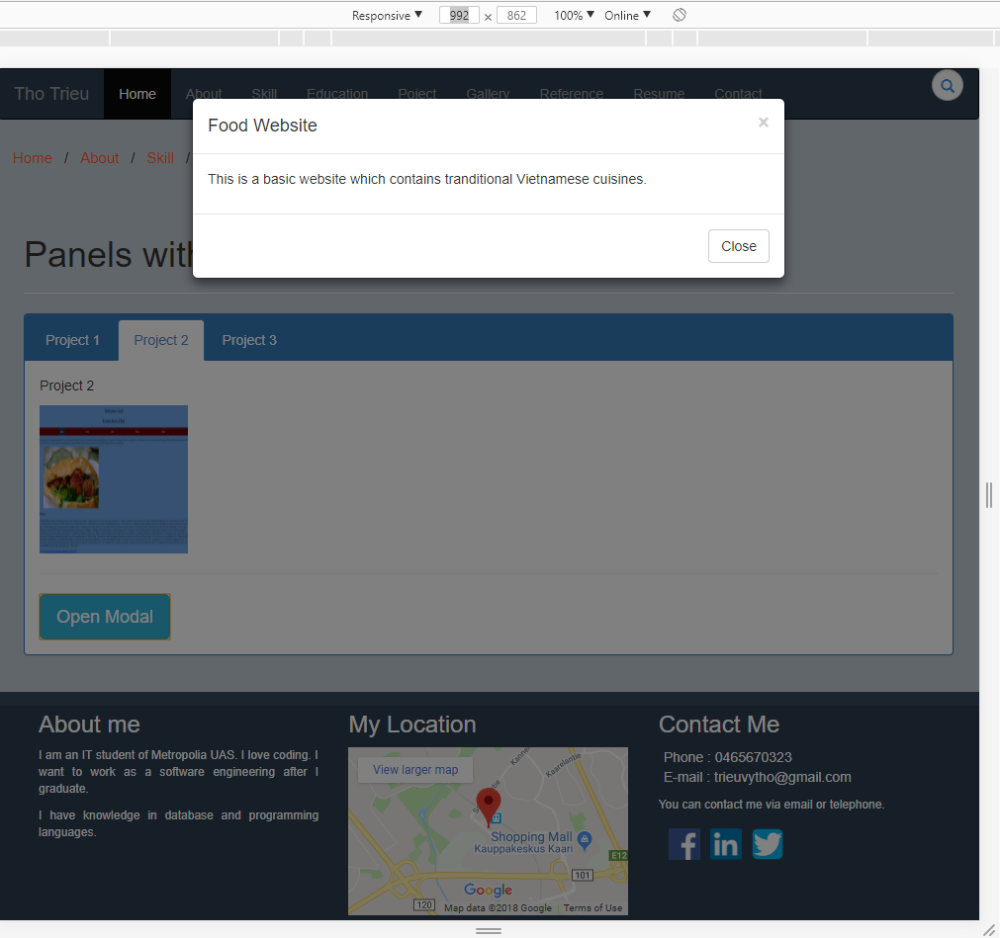 Responsive ▼ 992 × 862 100% ▼ Online ▼
Tho Trieu Home About Skill Education Poject Gallery Reference Resume Contact
Food Website ×
Home / About / Skill /
This is a basic website which contains tranditional Vietnamese cuisines.
Close
Panels with
Project 1 Project 2 Project 3
Project 2
Open Modal
About me
I am an IT student of Metropolia UAS. I love coding. I
want to work as a software engineering after I
graduate.
I have knowledge in database and programming
languages.
My Location
View larger map
Kaarelantie
Shopping Mall
Kauppakeskus Kaari
E12
101
120
Google
Map data ©2018 Google Terms of Use
Contact Me
Phone : 0465670323
E-mail : trieuvytho@gmail.com
You can contact me via email or telephone.
f in